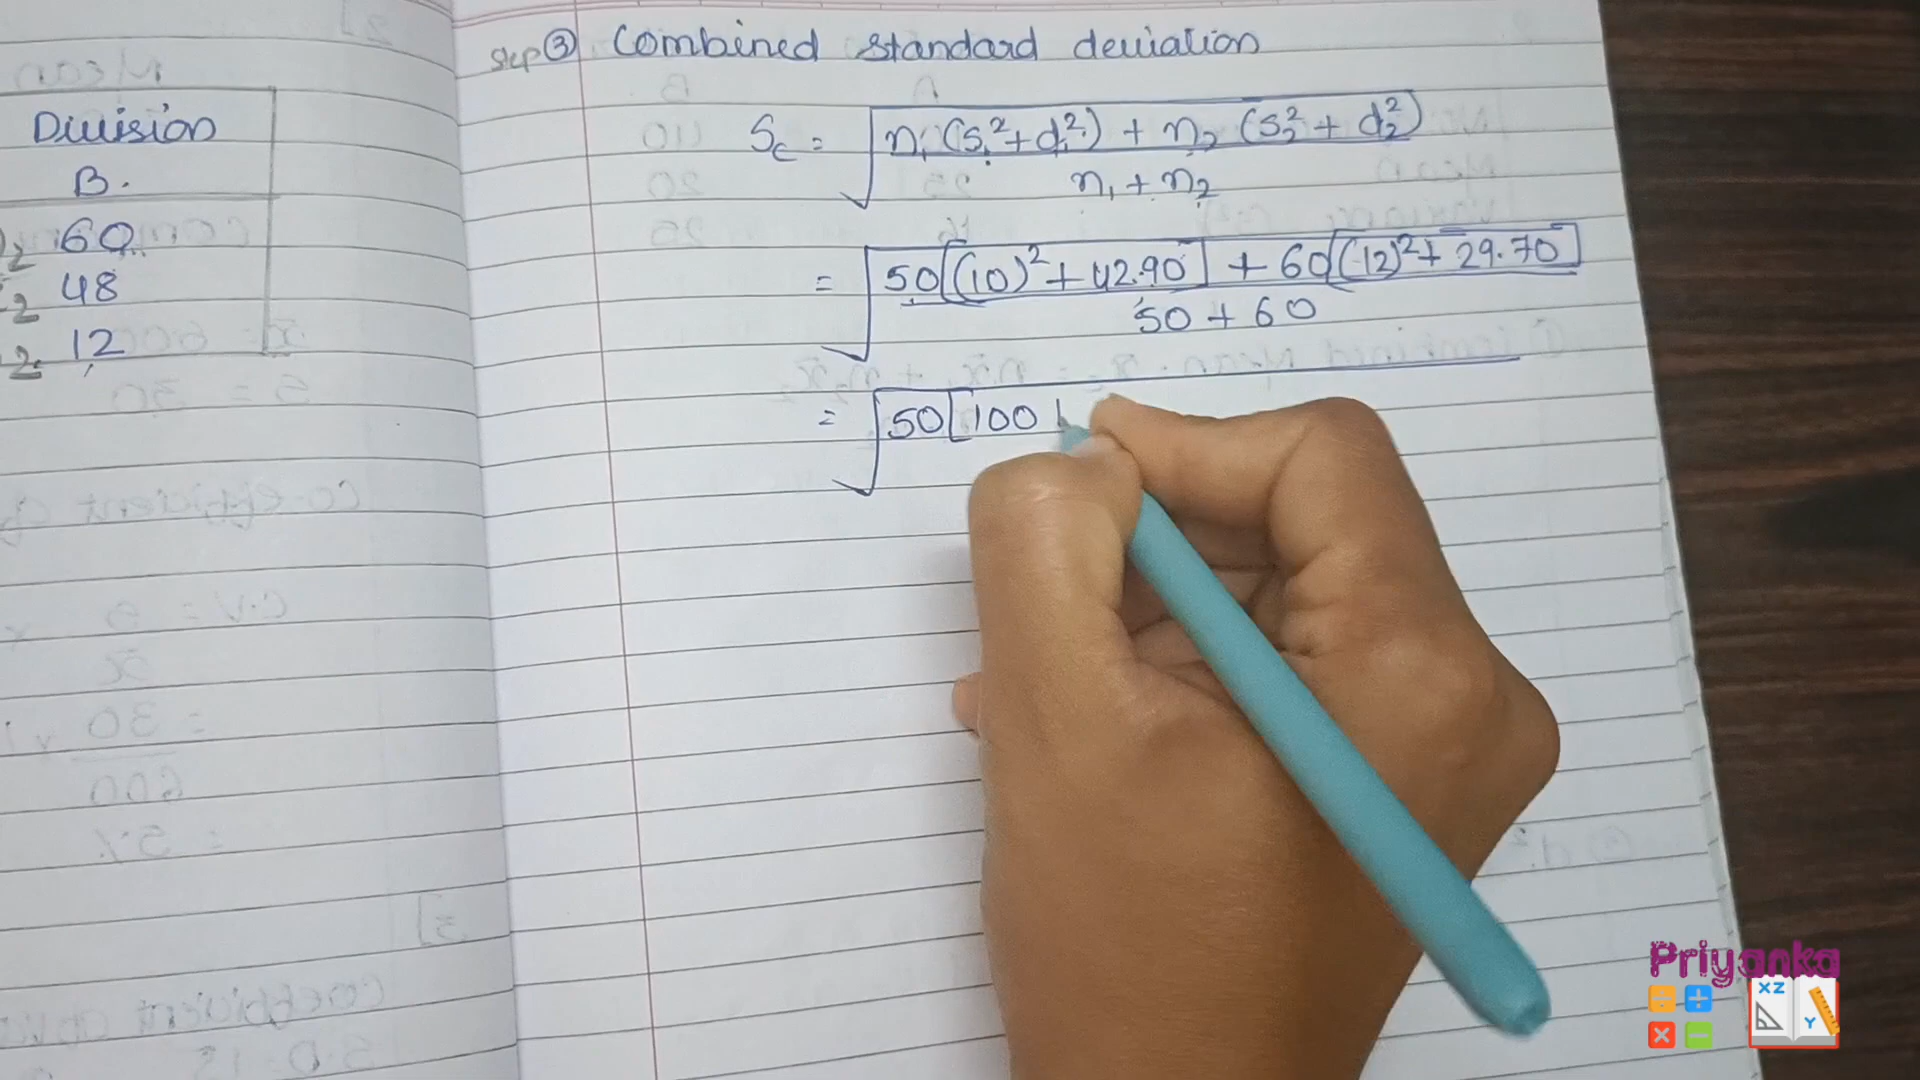 Division
B.
60
48
12
Step ③ Combined standard deviation
Sc = √ n₁ (s₁² + d₁²) + n₂ (s₂² + d₂²)
n₁ + n₂
= √ 50[(10)² + 42.90] + 60[(12)² + 29.70]
50 + 60
= √ 50[100
Priyanka
XZ
Y